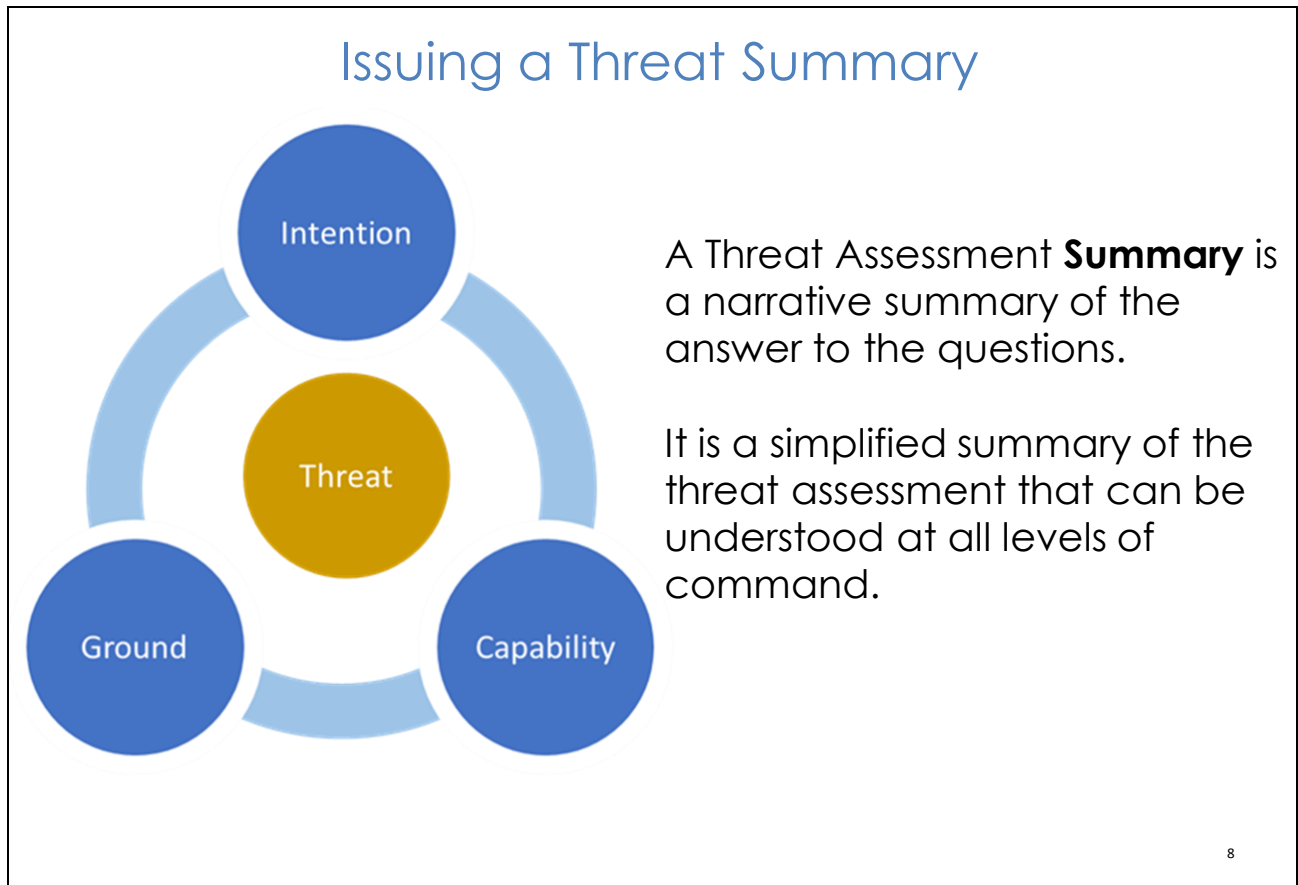 Issuing a Threat Summary
Intention
Threat
Ground
Capability
A Threat Assessment Summary is
a narrative summary of the
answer to the questions.
It is a simplified summary of the
threat assessment that can be
understood at all levels of
command.
8